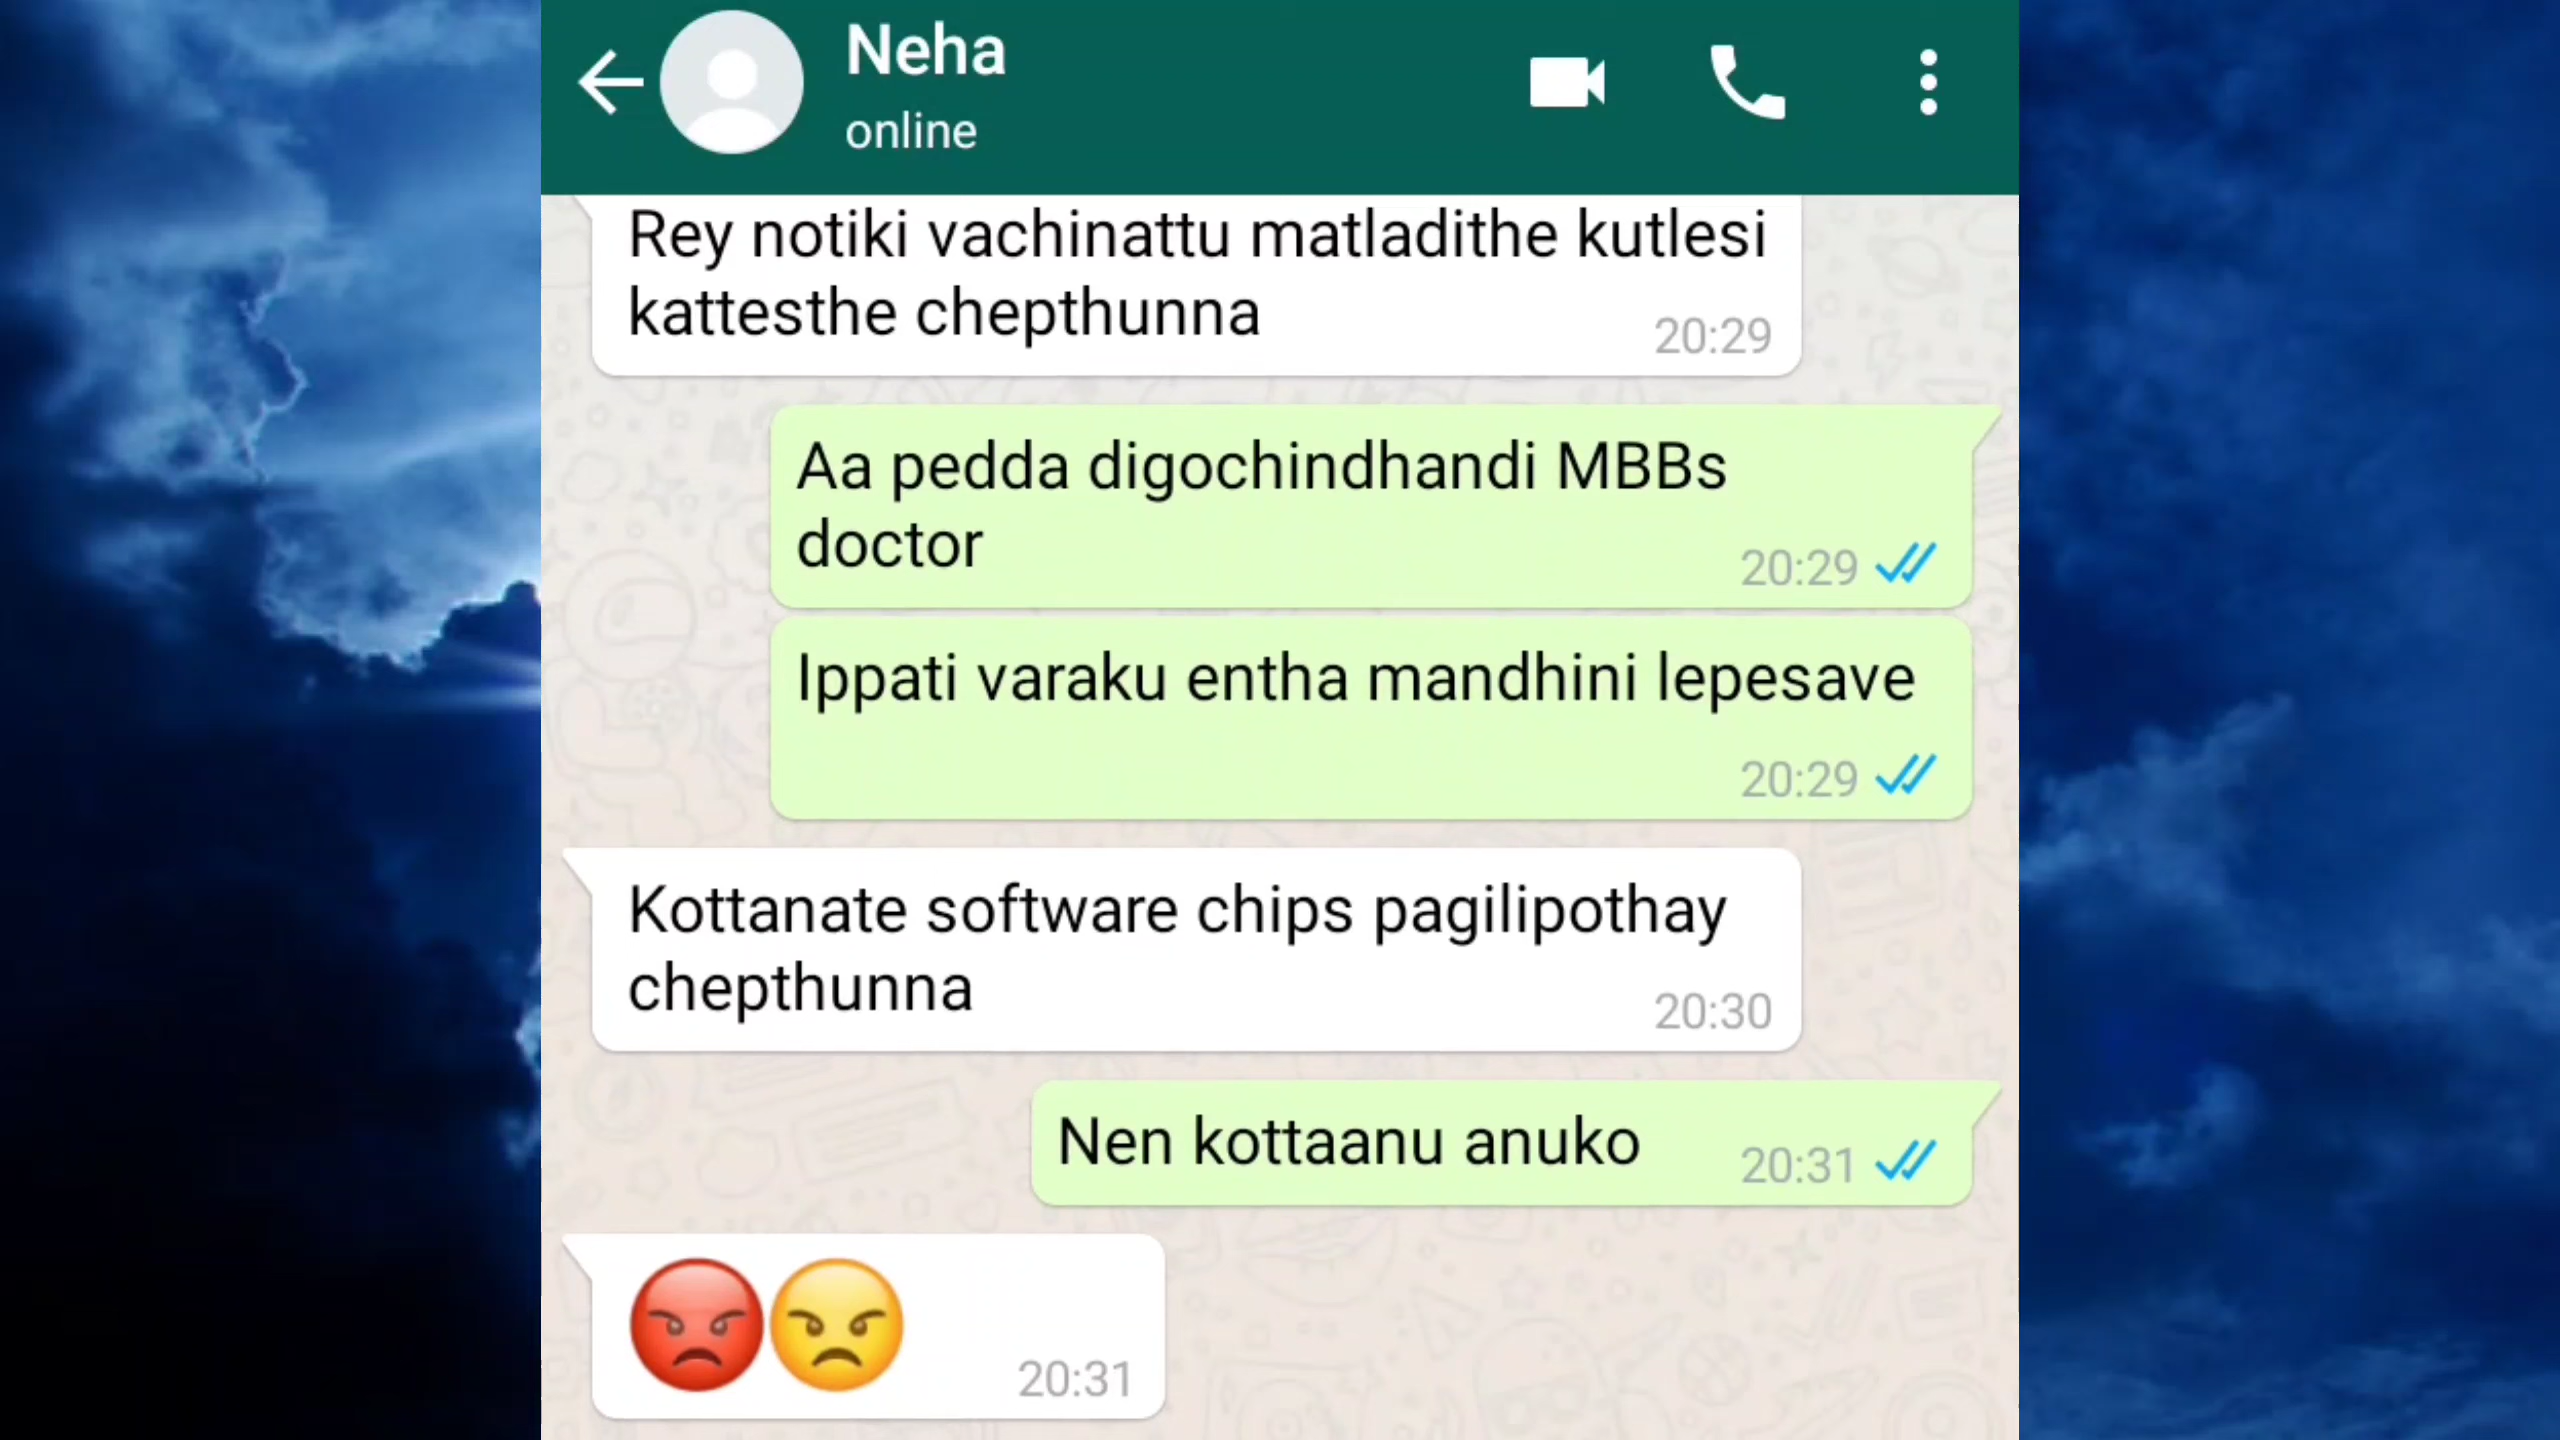 Neha
online
Rey notiki vachinattu matladithe kutlesi
kattesthe chepthunna
20:29
Aa pedda digochindhandi MBBs
doctor
20:29
Ippati varaku entha mandhini lepesave
20:29
Kottanate software chips pagilipothay
chepthunna
20:30
Nen kottaanu anuko
20:31
20:31